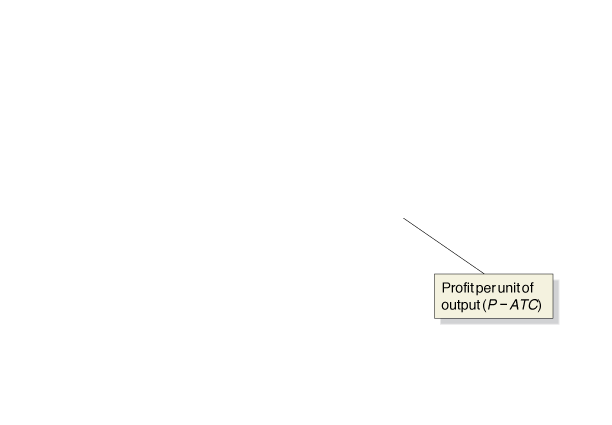 Profit per unit of
output (P − ATC)